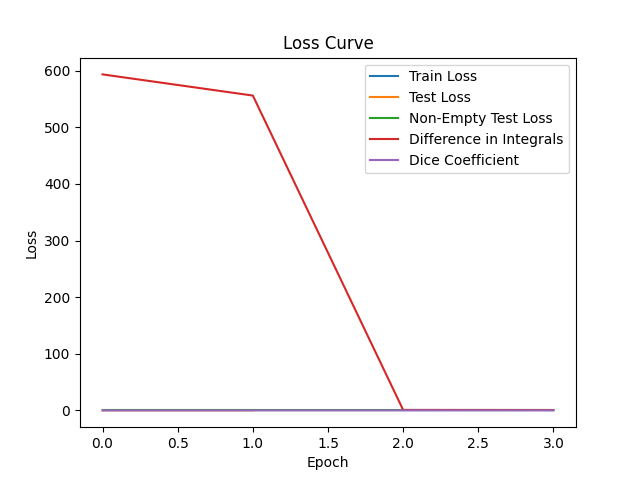 Loss Curve
600
500
400
300
200
100
0
Loss
Train Loss
Test Loss
Non-Empty Test Loss
Difference in Integrals
Dice Coefficient
0.0 0.5 1.0 1.5 2.0 2.5 3.0
Epoch